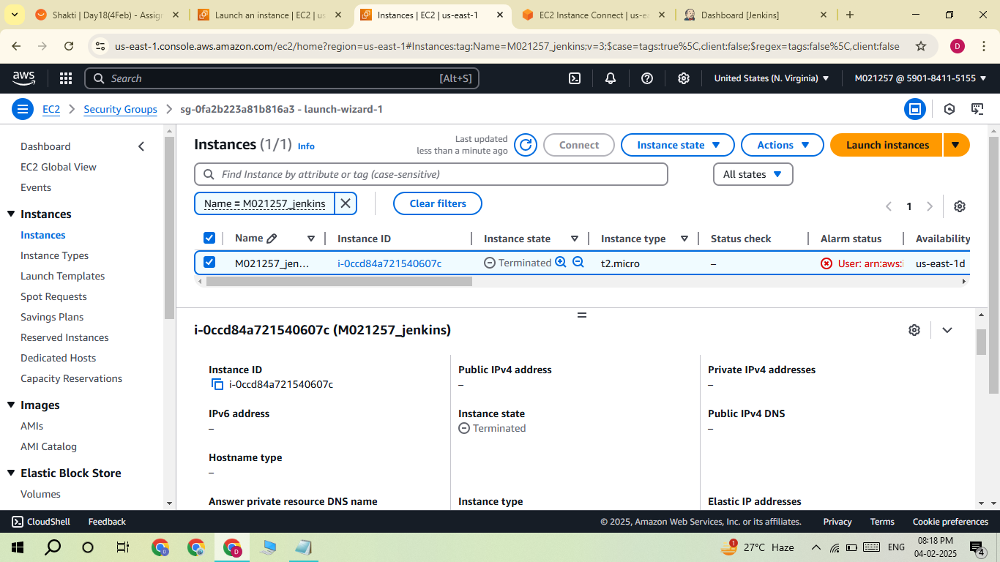 Shakti | Day18(4Feb) - Assign
Launch an instance | EC2 | us
Instances | EC2 | us-east-1
EC2 Instance Connect | us-e
Dashboard [Jenkins]
us-east-1.console.aws.amazon.com/ec2/home?region=us-east-1#Instances:tag:Name=M021257_jenkins;v=3;$case=tags:true%5C,client:false;$regex=tags:false%5C,client:false
D
aws
Search
[Alt+S]
United States (N. Virginia)
M021257 @ 5901-8411-5155
EC2
Security Groups
sg-0fa2b223a81b816a3 - launch-wizard-1
Dashboard
EC2 Global View
Events
Instances
Instances
Instance Types
Launch Templates
Spot Requests
Savings Plans
Reserved Instances
Dedicated Hosts
Capacity Reservations
Images
AMIs
AMI Catalog
Elastic Block Store
Volumes
Instances (1/1) Info
Last updated
less than a minute ago
Connect
Instance state
Actions
Launch instances
Find Instance by attribute or tag (case-sensitive)
All states
Name = M021257_jenkins
Clear filters
1
Name
Instance ID
Instance state
Instance type
Status check
Alarm status
Availability
M021257_jen...
i-0ccd84a721540607c
Terminated
t2.micro
–
User: arn:aws:i
us-east-1d
i-0ccd84a721540607c (M021257_jenkins)
Instance ID
i-0ccd84a721540607c
Public IPv4 address
–
Private IPv4 addresses
–
IPv6 address
–
Instance state
Terminated
Public IPv4 DNS
–
Hostname type
–
Answer private resource DNS name
Instance type
Elastic IP addresses
CloudShell
Feedback
© 2025, Amazon Web Services, Inc. or its affiliates.
Privacy
Terms
Cookie preferences
1
27°C Haze
ENG
08:18 PM
04-02-2025
4